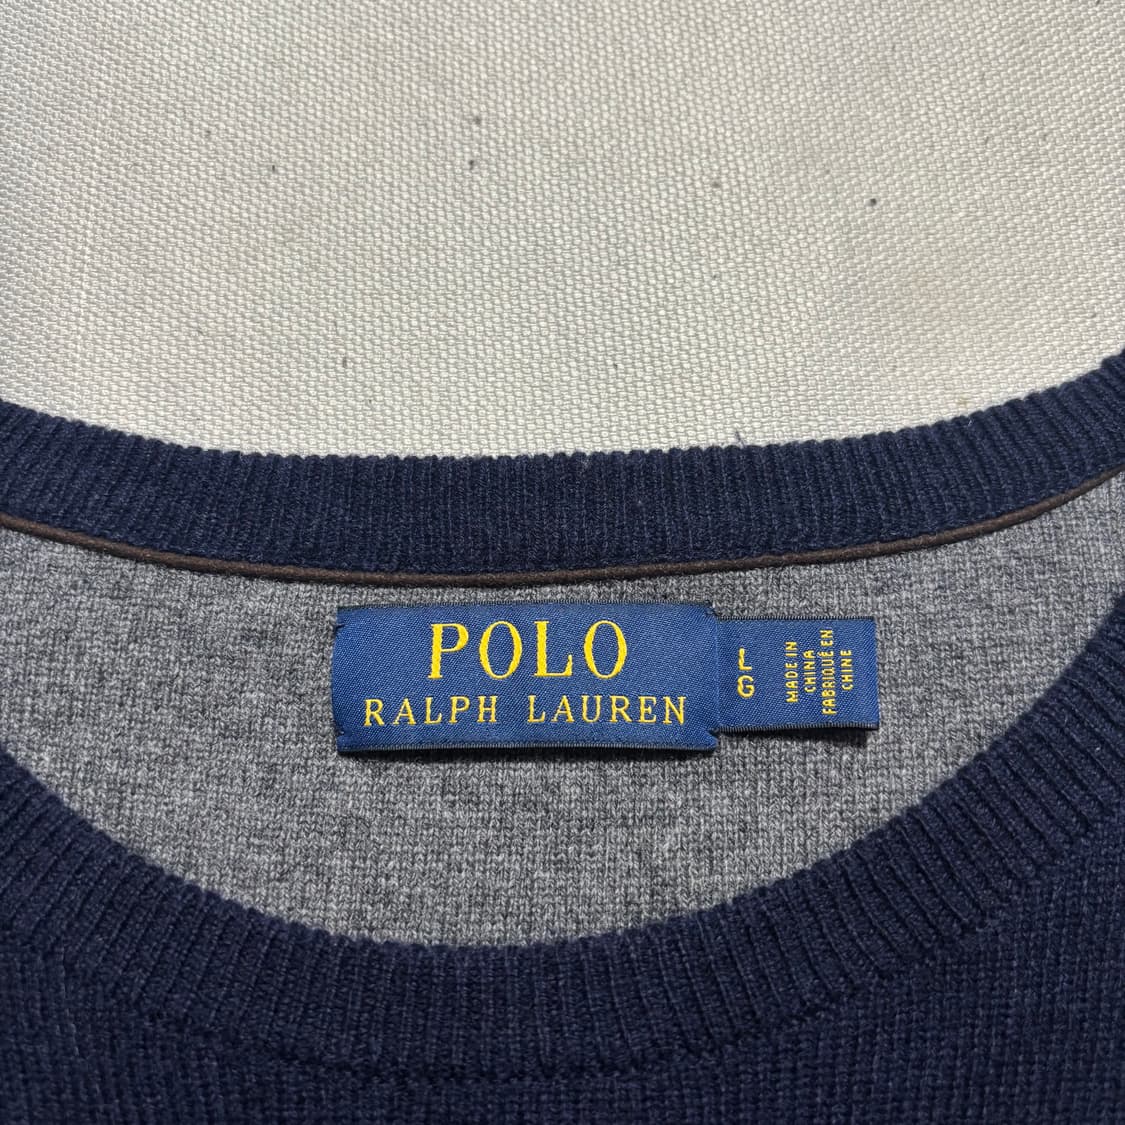 POLO
RALPH LAUREN
L
G
MADE IN
CHINA
FABRIQUÉ EN
CHINE